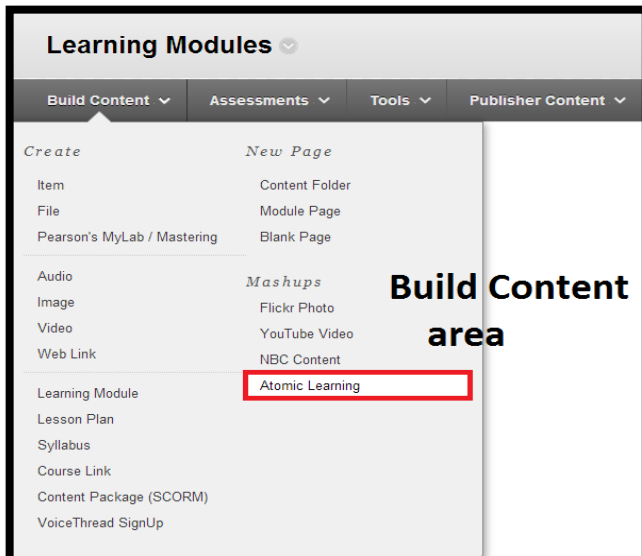 Learning Modules
Build Content
Assessments
Tools
Publisher Content
Create
Item
File
Pearson's MyLab / Mastering
Audio
Image
Video
Web Link
Learning Module
Lesson Plan
Syllabus
Course Link
Content Package (SCORM)
VoiceThread SignUp
New Page
Content Folder
Module Page
Blank Page
Mashups
Flickr Photo
YouTube Video
NBC Content
Atomic Learning
Build Content
area